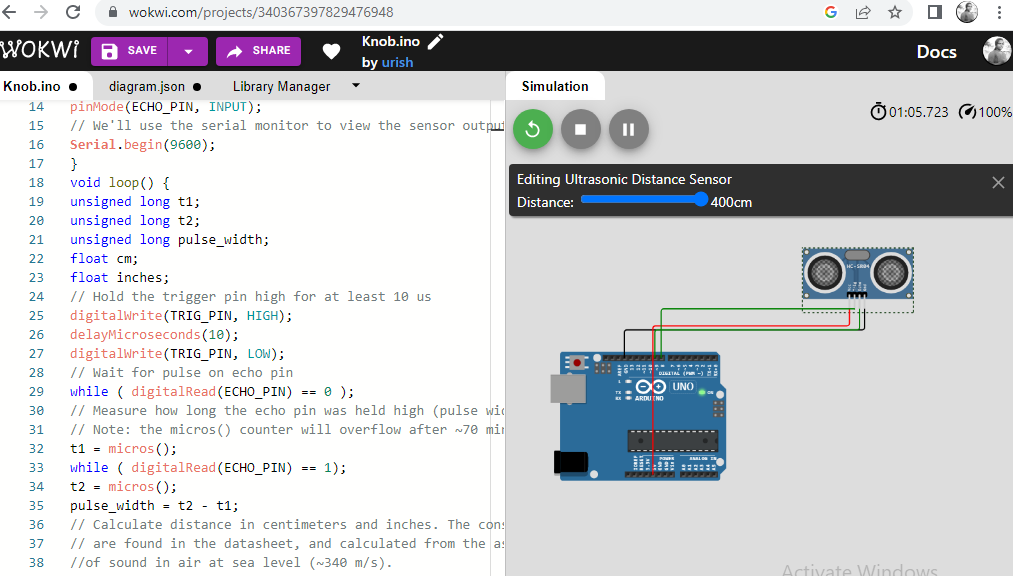 wokwi.com/projects/340367397829476948
WOKWI
SAVE
SHARE
Knob.ino
by urish
Docs
Knob.ino
diagram.json
Library Manager
Simulation
14 pinMode(ECHO_PIN, INPUT);
15 // We'll use the serial monitor to view the sensor outpu
16 Serial.begin(9600);
17 }
18 void loop() {
19 unsigned long t1;
20 unsigned long t2;
21 unsigned long pulse_width;
22 float cm;
23 float inches;
24 // Hold the trigger pin high for at least 10 us
25 digitalWrite(TRIG_PIN, HIGH);
26 delayMicroseconds(10);
27 digitalWrite(TRIG_PIN, LOW);
28 // Wait for pulse on echo pin
29 while ( digitalRead(ECHO_PIN) == 0 );
30 // Measure how long the echo pin was held high (pulse wid
31 // Note: the micros() counter will overflow after ~70 min
32 t1 = micros();
33 while ( digitalRead(ECHO_PIN) == 1);
34 t2 = micros();
35 pulse_width = t2 - t1;
36 // Calculate distance in centimeters and inches. The cons
37 // are found in the datasheet, and calculated from the as
38 //of sound in air at sea level (~340 m/s).
01:05.723
100%
Editing Ultrasonic Distance Sensor
Distance: 400cm
HC-SR04
DIGITAL (PWM ~)
L
TX
RX
UNO
ON
ARDUINO
POWER
ANALOG IN
Activate Windows